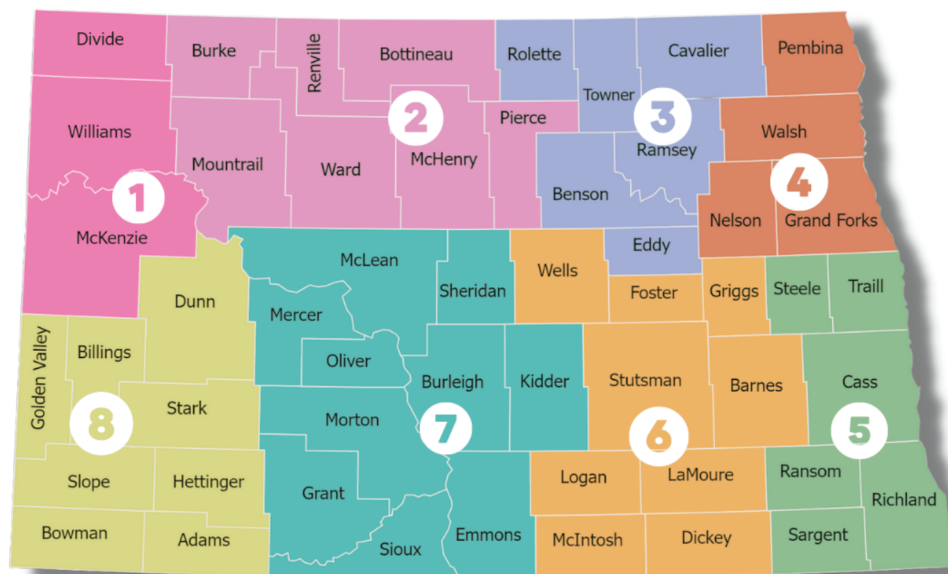 Divide
Burke
Renville
Bottineau
Rolette
Cavalier
Pembina
Towner
Williams
2
3
Pierce
Walsh
Mountrail
Ward
McHenry
Ramsey
1
Benson
4
McKenzie
Nelson
Grand Forks
Eddy
McLean
Wells
Dunn
Sheridan
Foster
Griggs
Steele
Traill
Mercer
Golden Valley
Billings
Oliver
Burleigh
Kidder
Stutsman
Barnes
Cass
8
Stark
Morton
7
6
5
Slope
Hettinger
Grant
Logan
LaMoure
Ransom
Richland
Bowman
Adams
Sioux
Emmons
McIntosh
Dickey
Sargent